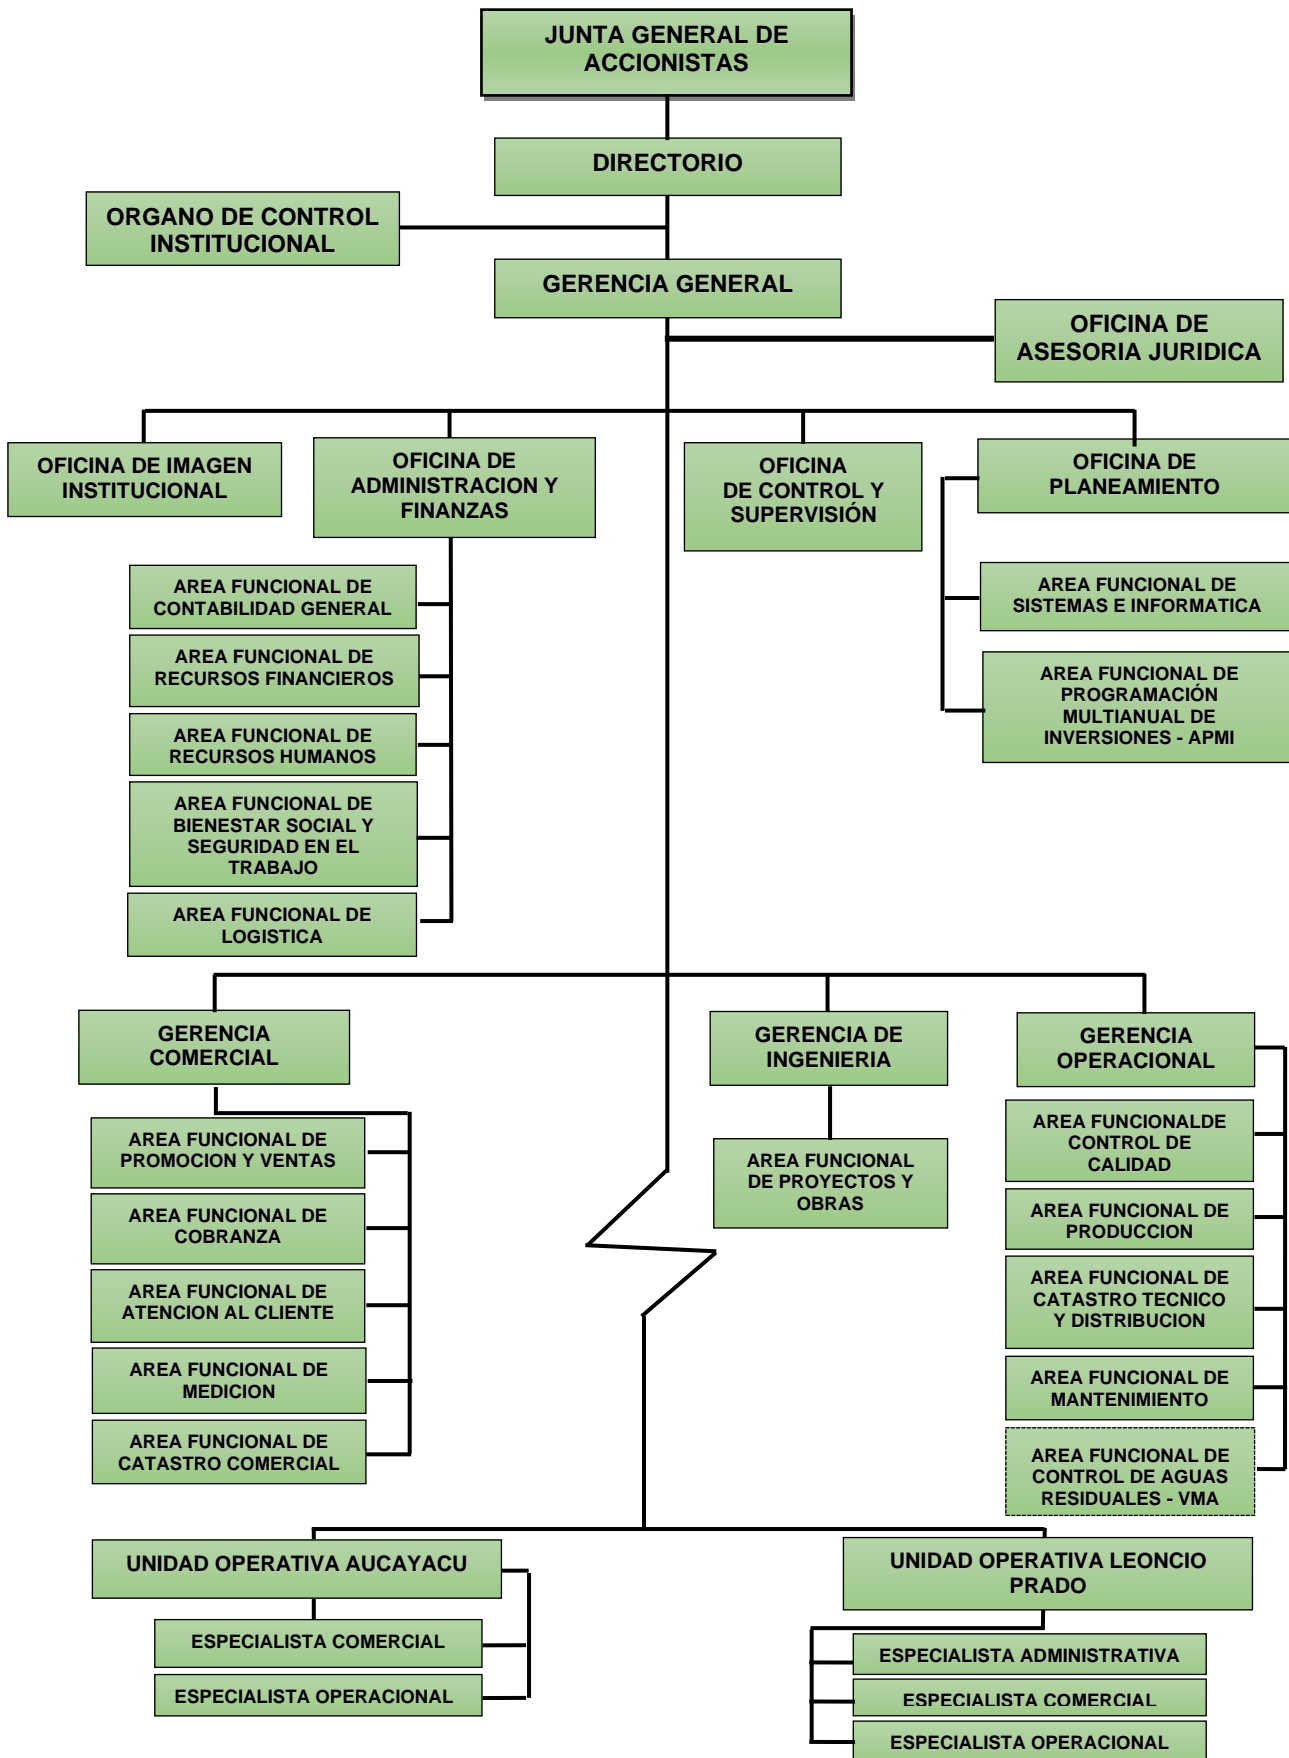 JUNTA GENERAL DE
ACCIONISTAS
DIRECTORIO
ORGANO DE CONTROL
INSTITUCIONAL
GERENCIA GENERAL
OFICINA DE
ASESORIA JURIDICA
OFICINA DE IMAGEN
INSTITUCIONAL
OFICINA DE
ADMINISTRACION Y
FINANZAS
OFICINA
DE CONTROL Y
SUPERVISIÓN
OFICINA DE
PLANEAMIENTO
AREA FUNCIONAL DE
CONTABILIDAD GENERAL
AREA FUNCIONAL DE
RECURSOS FINANCIEROS
AREA FUNCIONAL DE
RECURSOS HUMANOS
AREA FUNCIONAL DE
BIENESTAR SOCIAL Y
SEGURIDAD EN EL
TRABAJO
AREA FUNCIONAL DE
LOGISTICA
AREA FUNCIONAL DE
SISTEMAS E INFORMATICA
AREA FUNCIONAL DE
PROGRAMACIÓN
MULTIANUAL DE
INVERSIONES - APMI
GERENCIA
COMERCIAL
GERENCIA DE
INGENIERIA
GERENCIA
OPERACIONAL
AREA FUNCIONAL DE
PROMOCION Y VENTAS
AREA FUNCIONAL DE
COBRANZA
AREA FUNCIONAL DE
ATENCION AL CLIENTE
AREA FUNCIONAL DE
MEDICION
AREA FUNCIONAL DE
CATASTRO COMERCIAL
AREA FUNCIONAL
DE PROYECTOS Y
OBRAS
AREA FUNCIONALDE
CONTROL DE
CALIDAD
AREA FUNCIONAL DE
PRODUCCION
AREA FUNCIONAL DE
CATASTRO TECNICO
Y DISTRIBUCION
AREA FUNCIONAL DE
MANTENIMIENTO
AREA FUNCIONAL DE
CONTROL DE AGUAS
RESIDUALES - VMA
UNIDAD OPERATIVA AUCAYACU
ESPECIALISTA COMERCIAL
ESPECIALISTA OPERACIONAL
UNIDAD OPERATIVA LEONCIO
PRADO
ESPECIALISTA ADMINISTRATIVA
ESPECIALISTA COMERCIAL
ESPECIALISTA OPERACIONAL